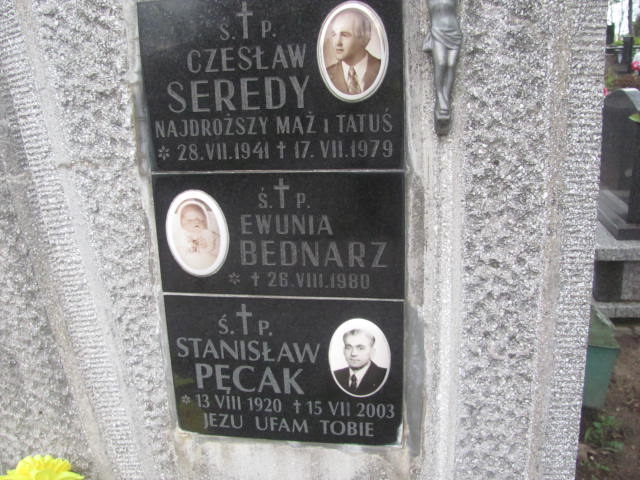 Ś. † P.
CZESŁAW
SEREDY
NAJDROŻSZY MĄŻ i TATUŚ
* 28.VII.1941 † 17.VII.1979
Ś. † P.
EWUNIA
BEDNARZ
* † 26.VIII.1980
Ś. † P.
STANISŁAW
PĘCAK
* 13 VIII 1920 † 15 VII 2003
JEZU UFAM TOBIE